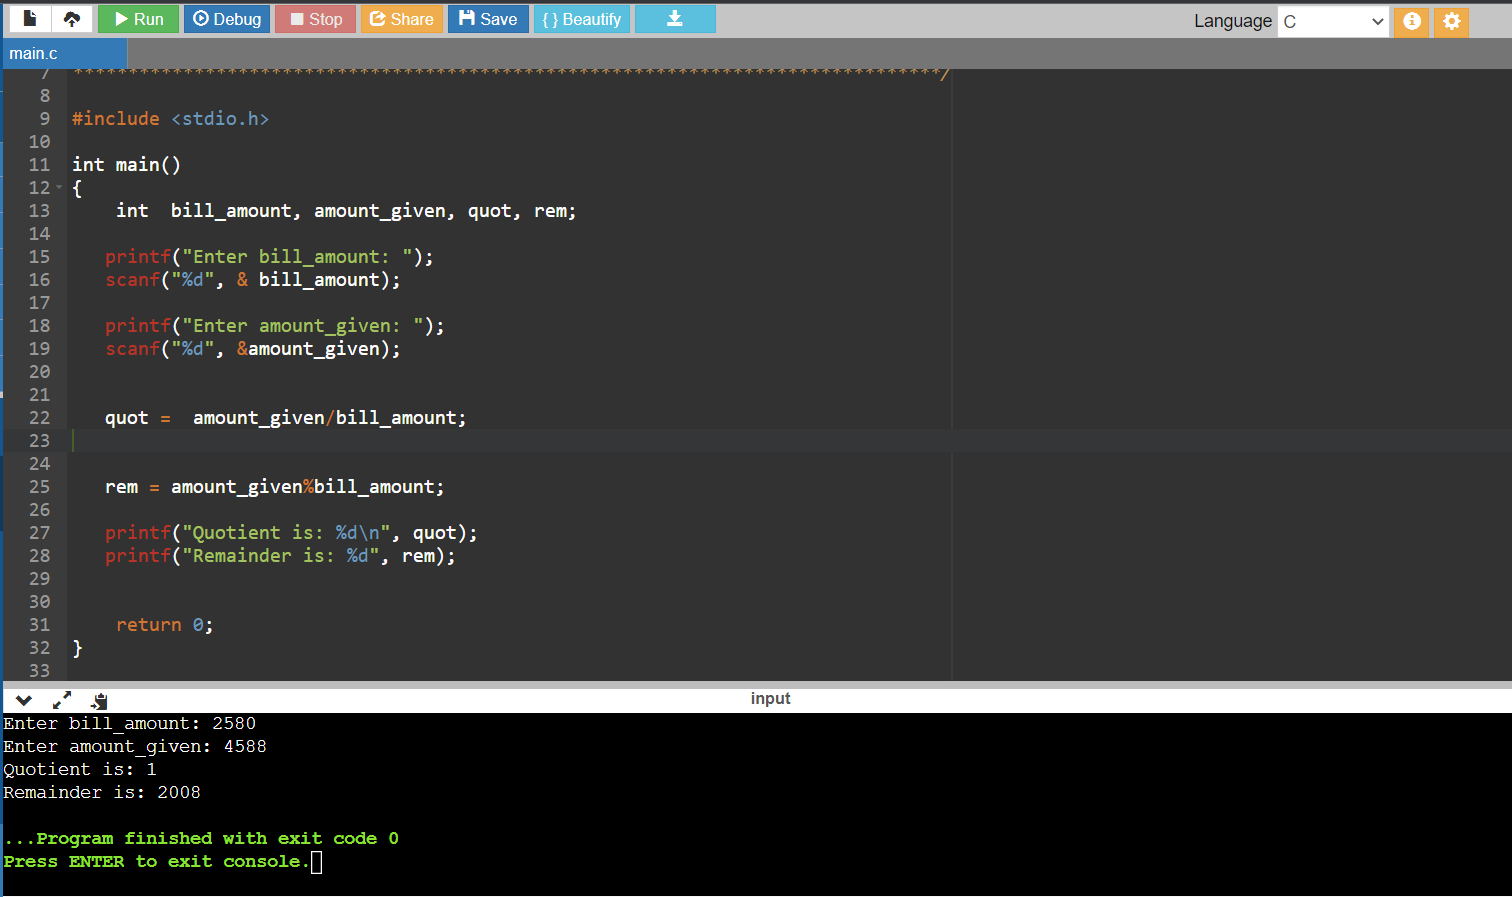 Run Debug Stop Share Save { } Beautify Language C
main.c
7 *******************************************************************************/
8
9 #include <stdio.h>
10
11 int main()
12 {
13 int  bill_amount, amount_given, quot, rem;
14
15 printf("Enter bill_amount: ");
16 scanf("%d", & bill_amount);
17
18 printf("Enter amount_given: ");
19 scanf("%d", &amount_given);
20
21
22 quot =  amount_given/bill_amount;
23
24
25 rem = amount_given%bill_amount;
26
27 printf("Quotient is: %d\n", quot);
28 printf("Remainder is: %d", rem);
29
30
31 return 0;
32 }
33
input
Enter bill_amount: 2580
Enter amount_given: 4588
Quotient is: 1
Remainder is: 2008
...Program finished with exit code 0
Press ENTER to exit console.